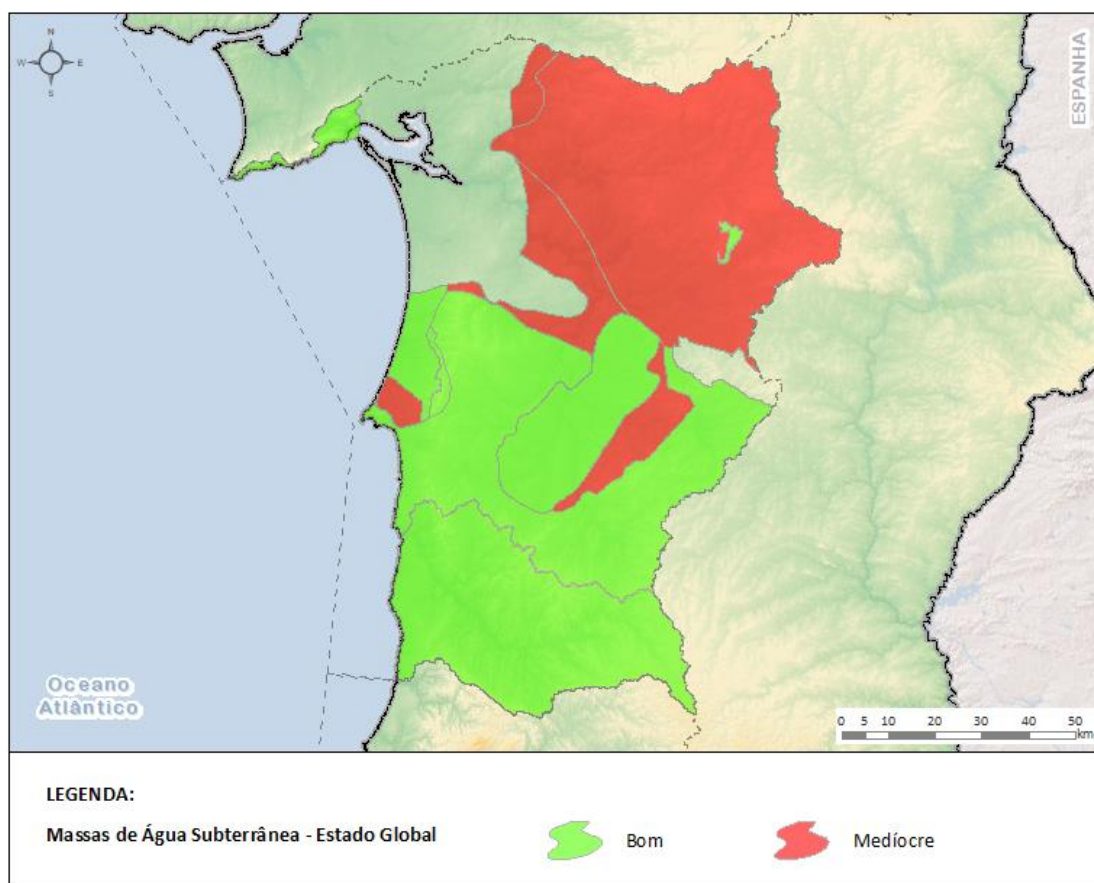 N
W E
S
ESPANHA
Oceano
Atlântico
0 5 10 20 30 40 50
km
LEGENDA:
Massas de Água Subterrânea - Estado Global
Bom
Medíocre